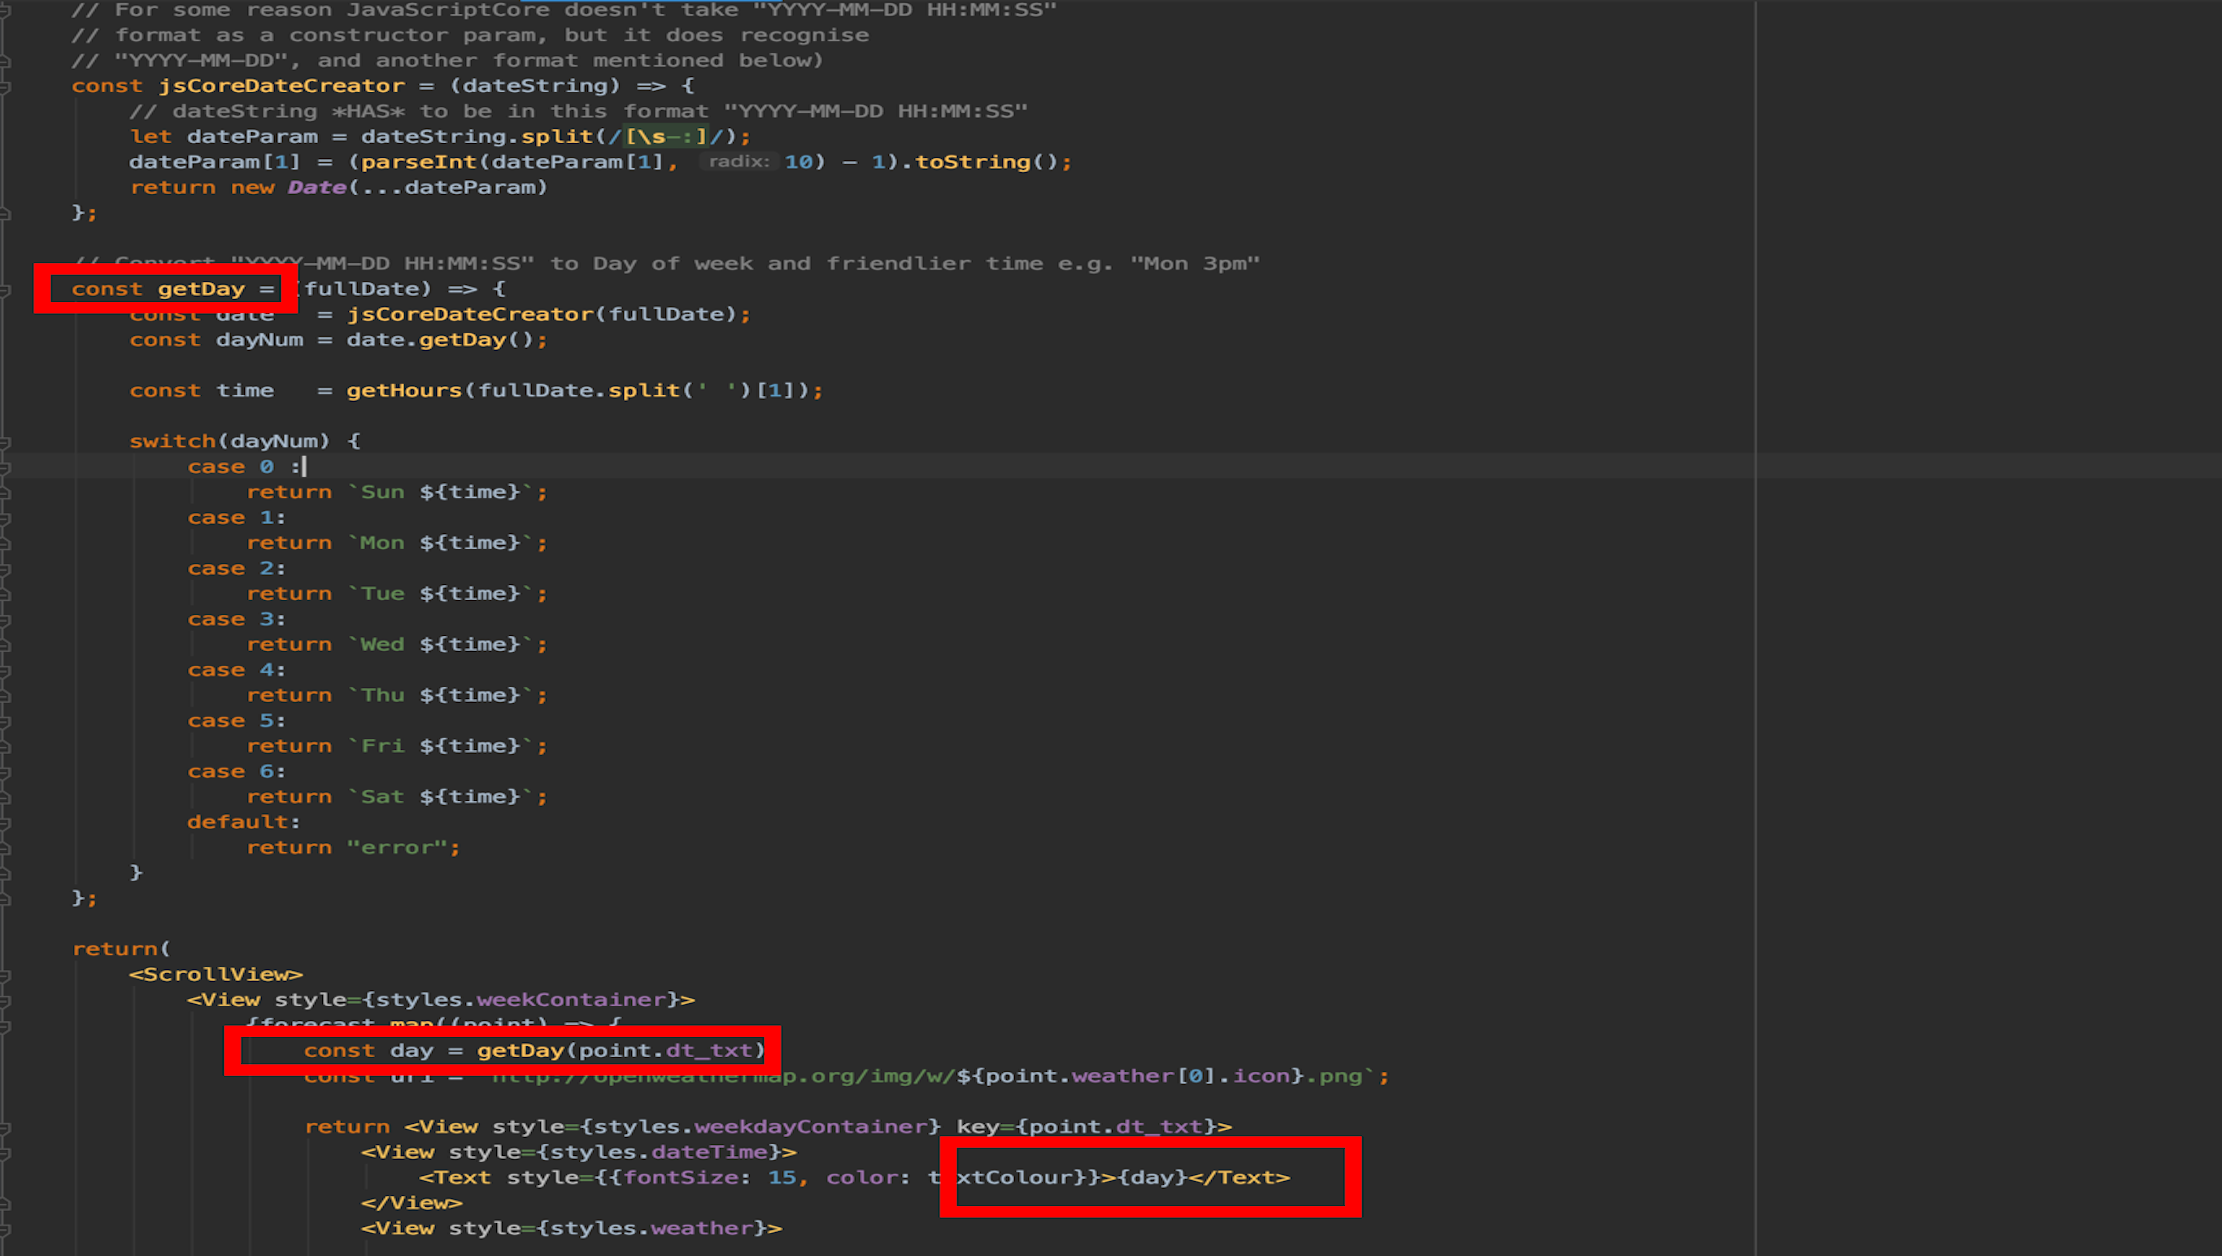 // For some reason JavaScriptCore doesn't take "YYYY-MM-DD HH:MM:SS"
// format as a constructor param, but it does recognise
// "YYYY-MM-DD", and another format mentioned below)
const jsCoreDateCreator = (dateString) => {
// dateString *HAS* to be in this format "YYYY-MM-DD HH:MM:SS"
let dateParam = dateString.split(/[\s-:]/);
dateParam[1] = (parseInt(dateParam[1], radix: 10) - 1).toString();
return new Date(...dateParam)
};
// Convert "YYYY-MM-DD HH:MM:SS" to Day of week and friendlier time e.g. "Mon 3pm"
const getDay = (fullDate) => {
const date = jsCoreDateCreator(fullDate);
const dayNum = date.getDay();
const time = getHours(fullDate.split(' ')[1]);
switch(dayNum) {
case 0 :
return `Sun ${time}`;
case 1:
return `Mon ${time}`;
case 2:
return `Tue ${time}`;
case 3:
return `Wed ${time}`;
case 4:
return `Thu ${time}`;
case 5:
return `Fri ${time}`;
case 6:
return `Sat ${time}`;
default:
return "error";
}
};
return(
<ScrollView>
<View style={styles.weekContainer}>
{forecast.map((point) => {
const day = getDay(point.dt_txt)
const uri = `http://openweathermap.org/img/w/${point.weather[0].icon}.png`;
return <View style={styles.weekdayContainer} key={point.dt_txt}>
<View style={styles.dateTime}>
<Text style={{fontSize: 15, color: textColour}}>{day}</Text>
</View>
<View style={styles.weather}>